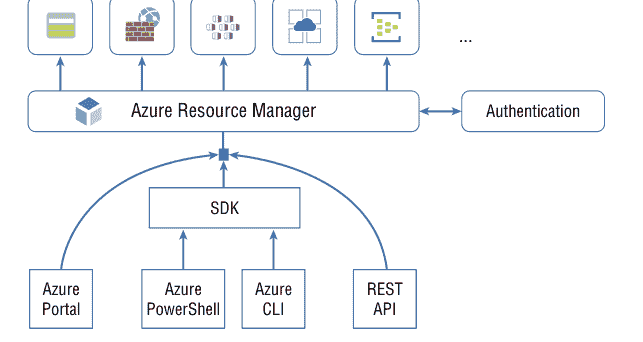 ...
Azure Resource Manager
Authentication
SDK
Azure
Portal
Azure
PowerShell
Azure
CLI
REST
API